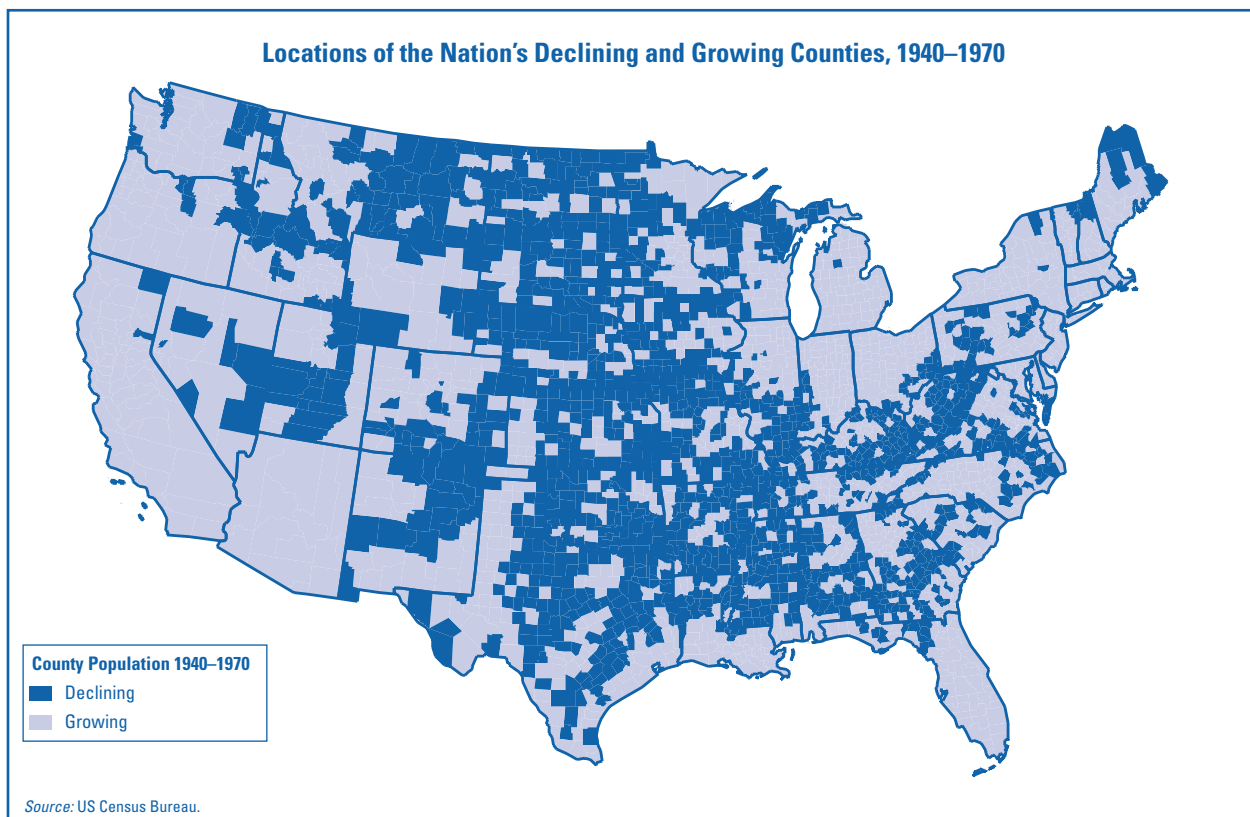 Locations of the Nation’s Declining and Growing Counties, 1940–1970
County Population 1940–1970
Declining
Growing
Source: US Census Bureau.